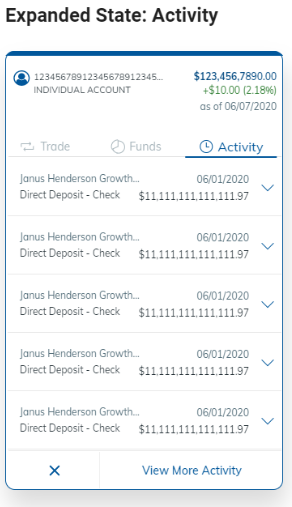 Expanded State: Activity
12345678912345678912345...
$123,456,7890.00
INDIVIDUAL ACCOUNT
+$10.00 (2.18%)
as of 06/07/2020
Trade
Funds
Activity
Janus Henderson Growth...
06/01/2020
Direct Deposit - Check
$11,111,111,111,111.97
Janus Henderson Growth...
06/01/2020
Direct Deposit - Check
$11,111,111,111,111.97
Janus Henderson Growth...
06/01/2020
Direct Deposit - Check
$11,111,111,111,111.97
Janus Henderson Growth...
06/01/2020
Direct Deposit - Check
$11,111,111,111,111.97
Janus Henderson Growth...
06/01/2020
Direct Deposit - Check
$11,111,111,111,111.97
View More Activity